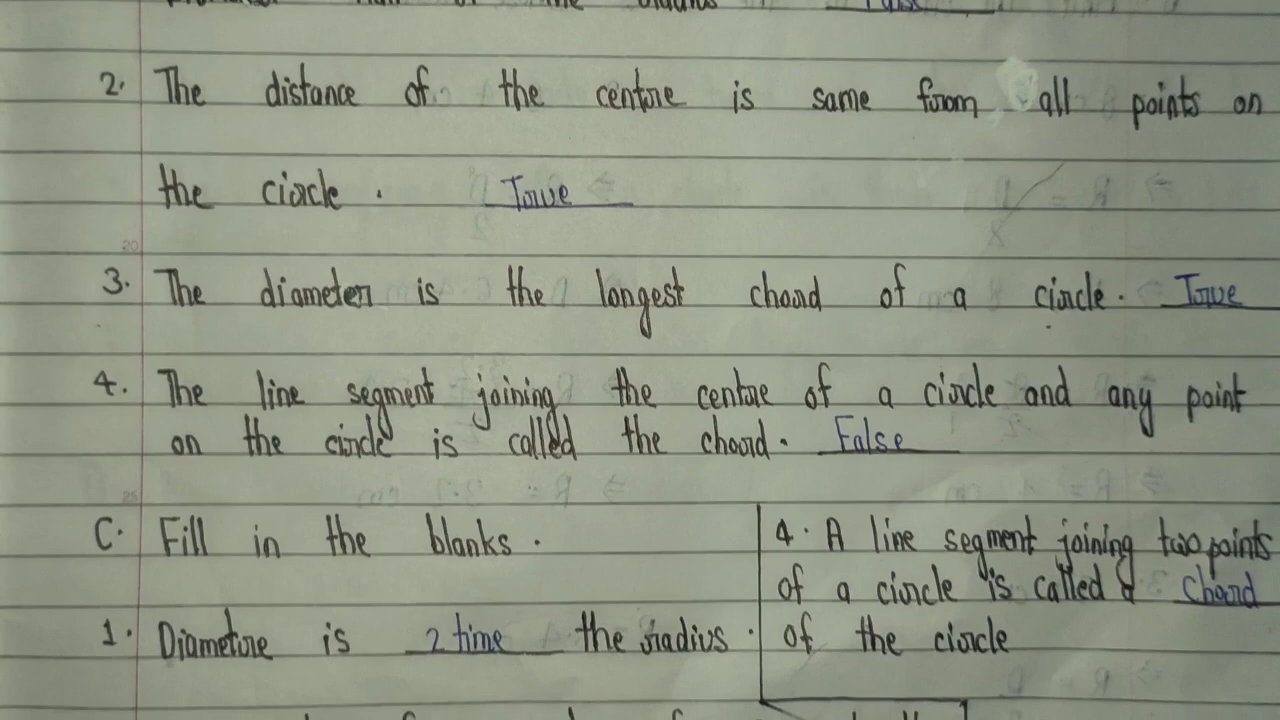 2. The distance of the centre is same from all points on
the circle. True
3. The diameter is the longest chord of a circle. True
4. The line segment joining the centre of a circle and any point
on the circle is called the chord. False
C. Fill in the blanks.
1. Diametre is 2 time the radius.
4. A line segment joining two points
of a circle is called a chord
of the circle
20
25